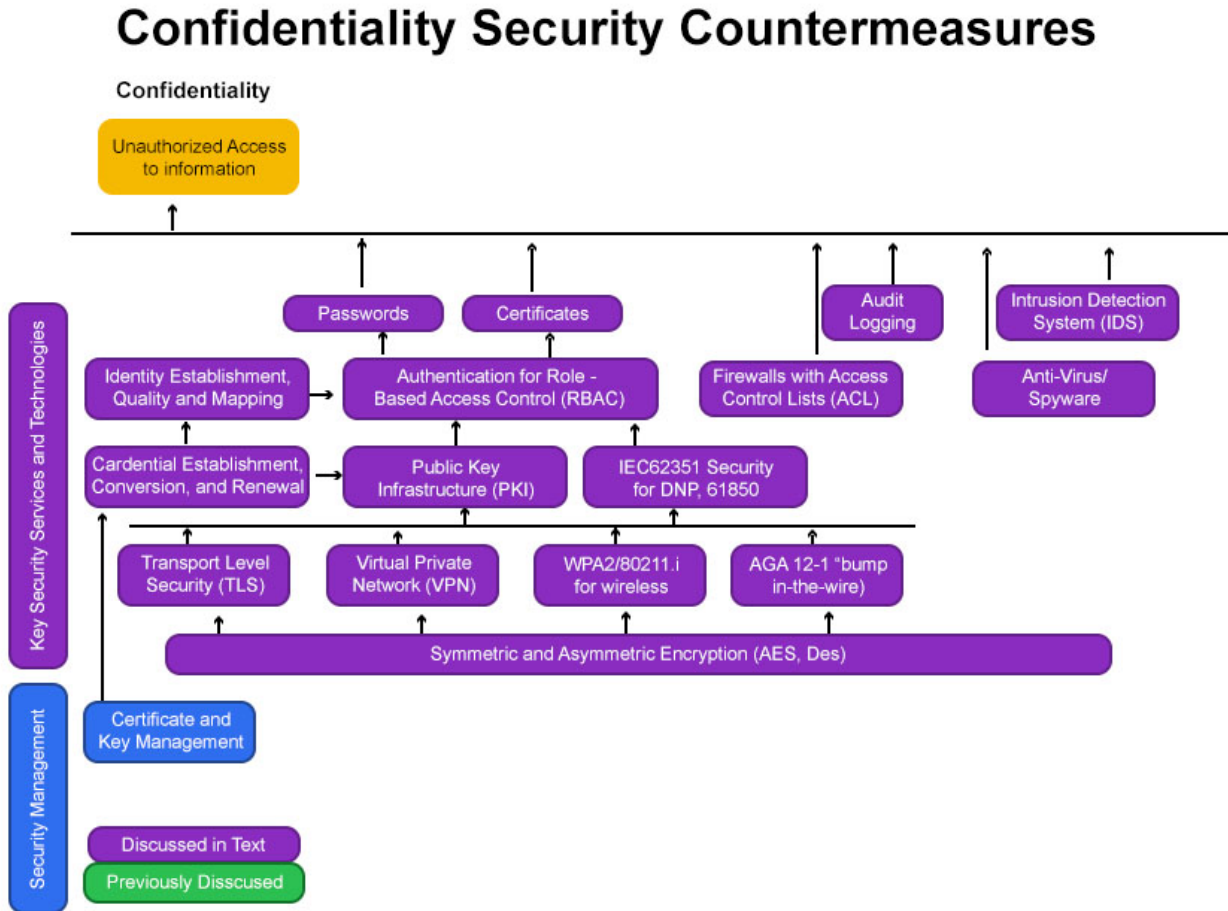 Confidentiality Security Countermeasures
Confidentiality
Unauthorized Access
to information
Passwords
Certificates
Audit
Logging
Intrusion Detection
System (IDS)
Identity Establishment,
Quality and Mapping
Authentication for Role -
Based Access Control (RBAC)
Firewalls with Access
Control Lists (ACL)
Anti-Virus/
Spyware
Cardential Establishment,
Conversion, and Renewal
Public Key
Infrastructure (PKI)
IEC62351 Security
for DNP, 61850
Transport Level
Security (TLS)
Virtual Private
Network (VPN)
WPA2/80211.i
for wireless
AGA 12-1 “bump
in-the-wire)
Symmetric and Asymmetric Encryption (AES, Des)
Key Security Services and Technologies
Certificate and
Key Management
Security Management
Discussed in Text
Previously Disscused